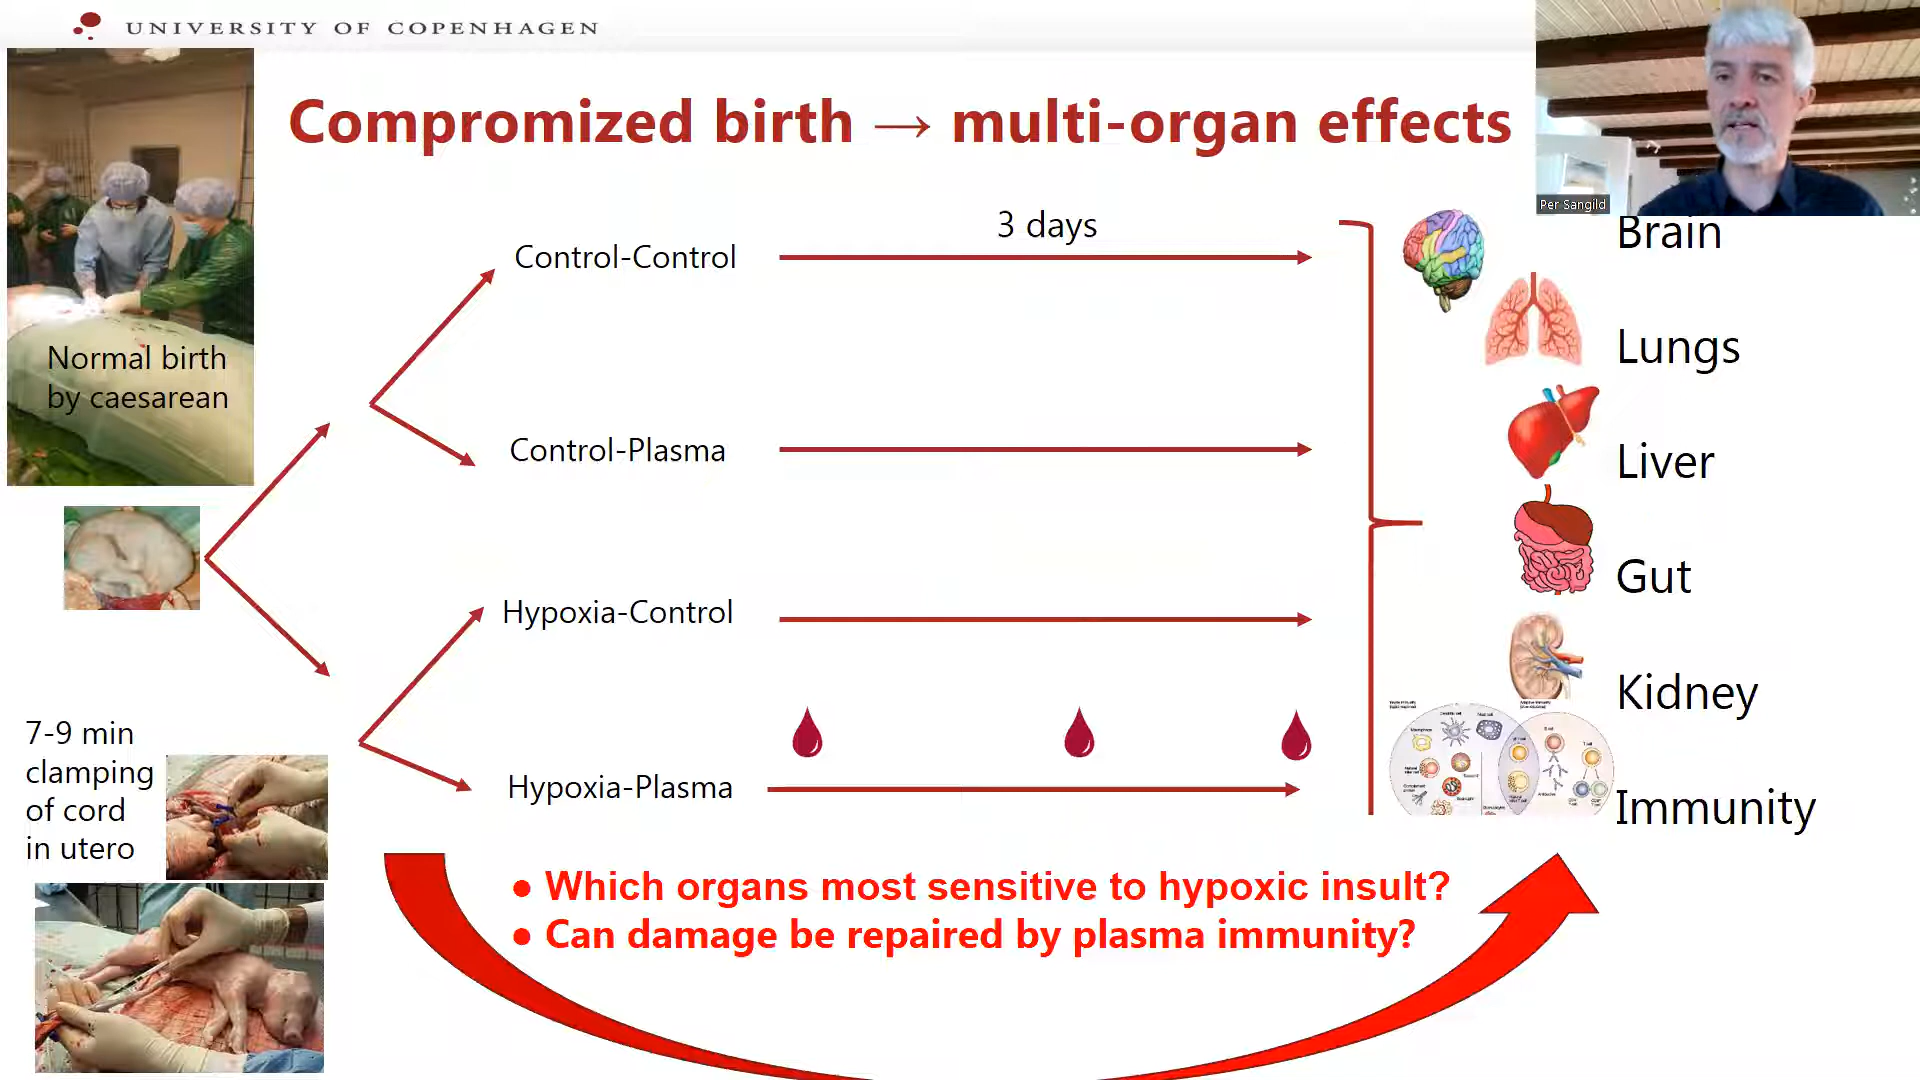 UNIVERSITY OF COPENHAGEN
Compromized birth → multi-organ effects
Per Sangild
Normal birth
by caesarean
3 days
Control-Control
Control-Plasma
Hypoxia-Control
Hypoxia-Plasma
7-9 min
clamping
of cord
in utero
Brain
Lungs
Liver
Gut
Kidney
Immunity
● Which organs most sensitive to hypoxic insult?
● Can damage be repaired by plasma immunity?